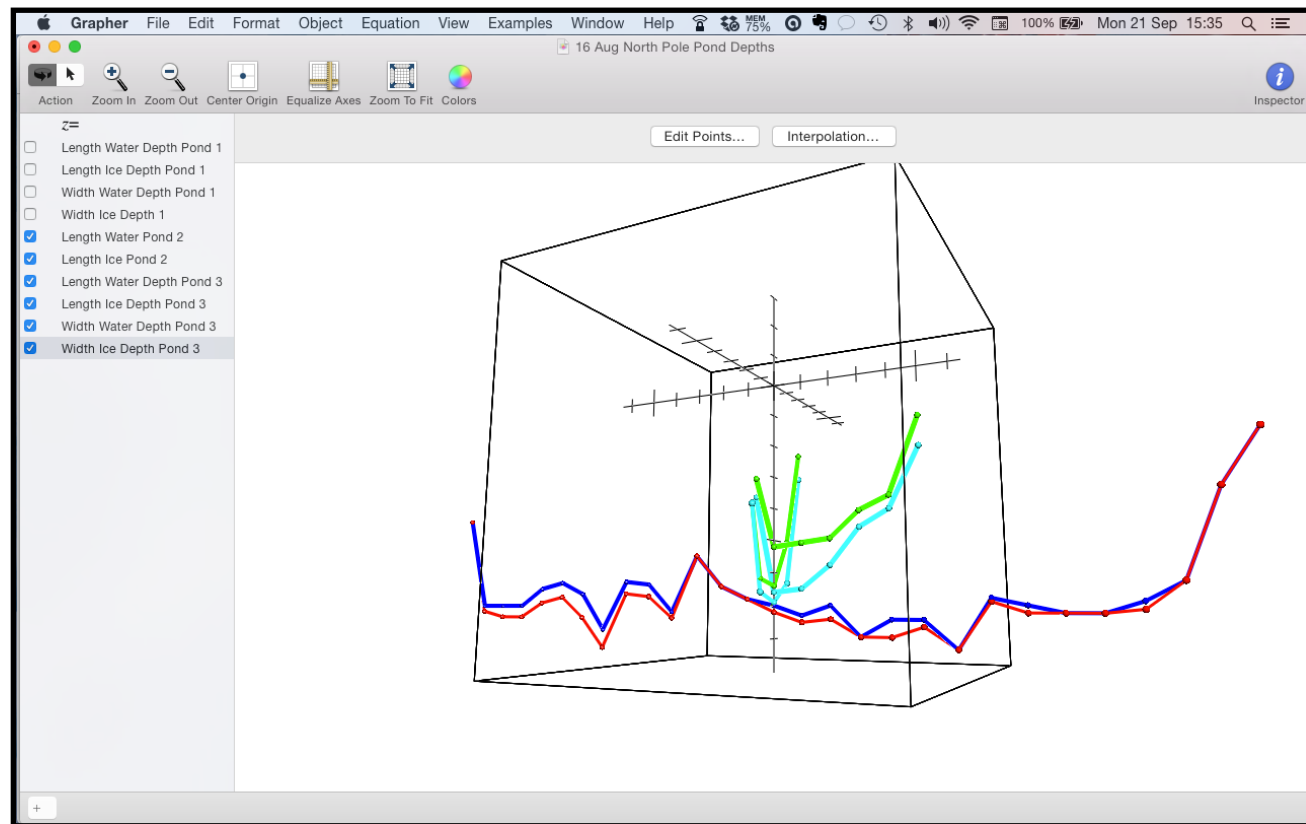 Grapher File Edit Format Object Equation View Examples Window Help MEM 75% 100% Mon 21 Sep 15:35
16 Aug North Pole Pond Depths
Action Zoom In Zoom Out Center Origin Equalize Axes Zoom To Fit Colors Inspector
Edit Points... Interpolation...
z=
Length Water Depth Pond 1
Length Ice Depth Pond 1
Width Water Depth Pond 1
Width Ice Depth 1
Length Water Pond 2
Length Ice Pond 2
Length Water Depth Pond 3
Length Ice Depth Pond 3
Width Water Depth Pond 3
Width Ice Depth Pond 3
+